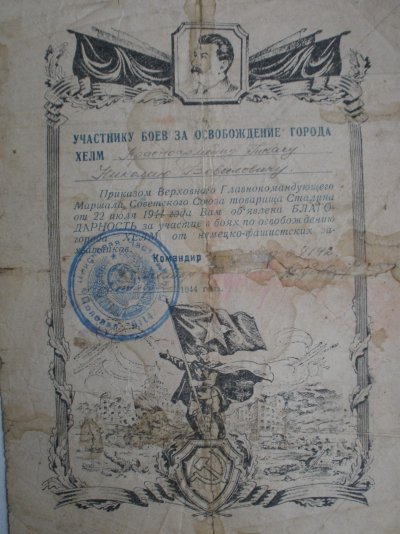 УЧАСТНИКУ БОЕВ ЗА ОСВОБОЖДЕНИЕ ГОРОДА
ХЕЛМ Красноармейцу
Николаю
Приказом Верховного Главнокомандующего
Маршала Советского Союза товарища Сталина
от 22 июля 1944 года Вам объявлена БЛАГО-
ДАРНОСТЬ за участие в боях по освобождению
города ХЕЛМ от немецко-фашистских за-
хватчиков.
Командир
1944 года.